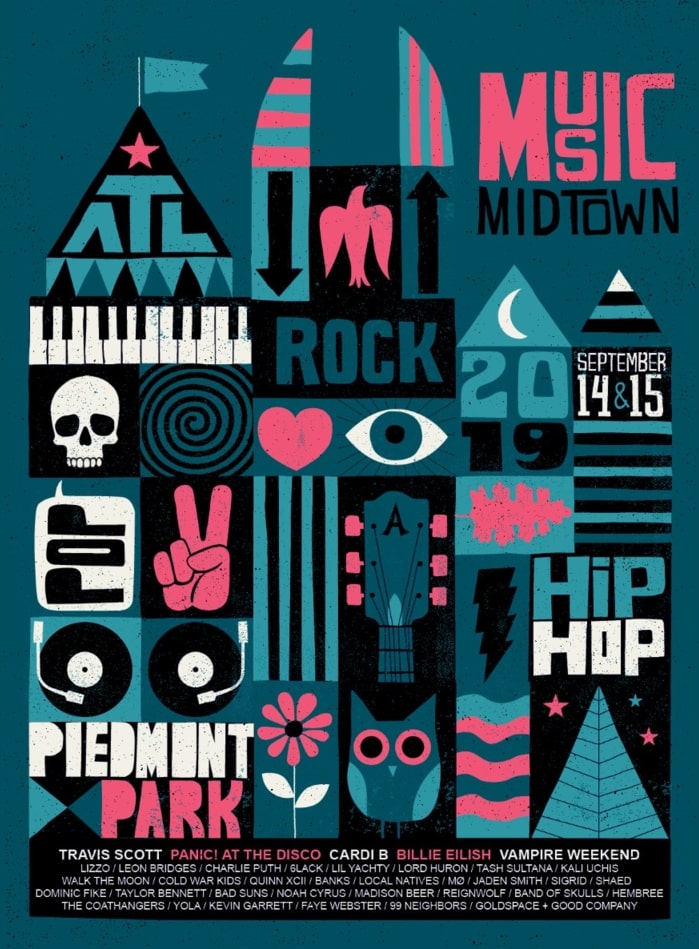 MUSIC
MIDTOWN
ATL
ROCK
20
19
SEPTEMBER
14 & 15
POP
A
HiP
HOP
PIEDMONT
PARK
TRAVIS SCOTT PANIC! AT THE DISCO CARDI B BILLIE EILISH VAMPIRE WEEKEND
LIZZO / LEON BRIDGES / CHARLIE PUTH / 6LACK / LIL YACHTY / LORD HURON / TASH SULTANA / KALI UCHIS
WALK THE MOON / COLD WAR KIDS / QUINN XCII / BANKS / LOCAL NATIVES / MØ / JADEN SMITH / SIGRID / SHAED
DOMINIC FIKE / TAYLOR BENNETT / BAD SUNS / NOAH CYRUS / MADISON BEER / REIGNWOLF / BAND OF SKULLS / HEMBREE
THE COATHANGERS / YOLA / KEVIN GARRETT / FAYE WEBSTER / 99 NEIGHBORS / GOLDSPACE + GOOD COMPANY